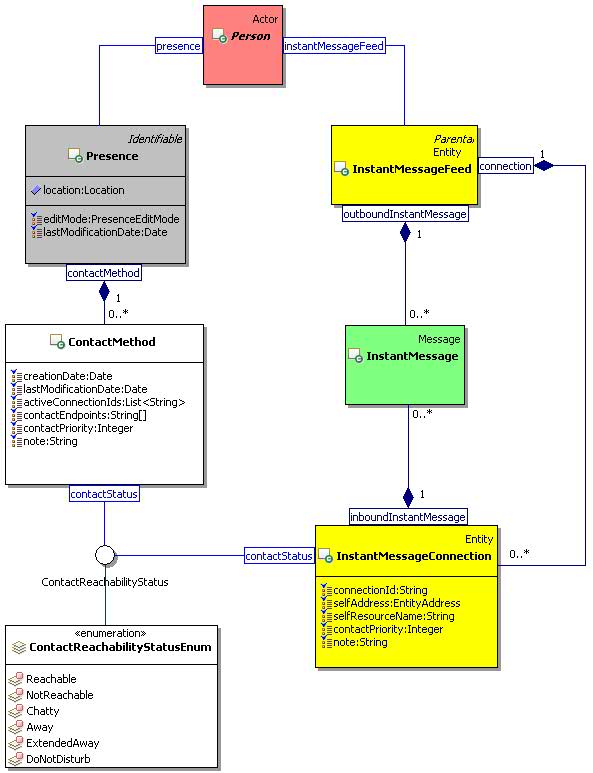 Actor
Person
presence
instantMessageFeed
Identifiable
Presence
location:Location
editMode:PresenceEditMode
lastModificationDate:Date
contactMethod
1
0..*
Parenta
Entity
InstantMessageFeed
connection
1
outboundInstantMessage
1
0..*
Message
InstantMessage
0..*
ContactMethod
creationDate:Date
lastModificationDate:Date
activeConnectionIds:List<String>
contactEndpoints:String[]
contactPriority:Integer
note:String
contactStatus
1
inboundInstantMessage
contactStatus
Entity
InstantMessageConnection
0..*
connectionId:String
selfAddress:EntityAddress
selfResourceName:String
contactPriority:Integer
note:String
ContactReachabilityStatus
«enumeration»
ContactReachabilityStatusEnum
Reachable
NotReachable
Chatty
Away
ExtendedAway
DoNotDisturb